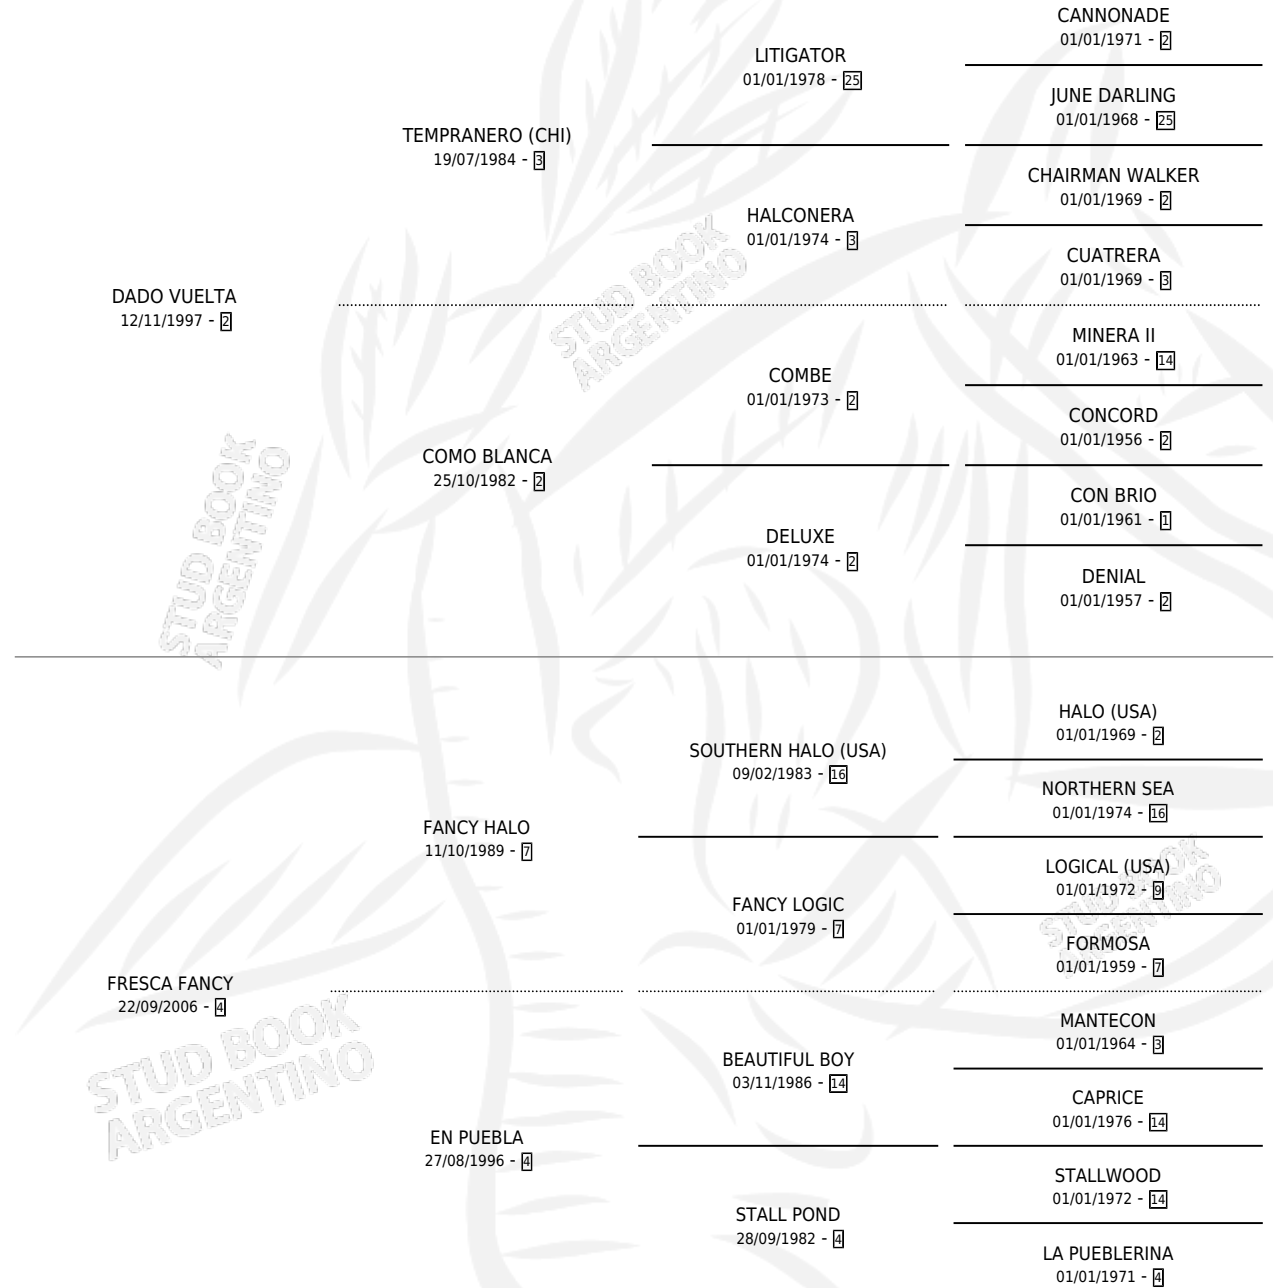 CANNONADE
01/01/1971 - 2
LITIGATOR
01/01/1978 - 25
JUNE DARLING
01/01/1968 - 25
TEMPRANERO (CHI)
19/07/1984 - 3
CHAIRMAN WALKER
01/01/1969 - 2
HALCONERA
01/01/1974 - 3
CUATRERA
01/01/1969 - 3
DADO VUELTA
12/11/1997 - 2
MINERA II
01/01/1963 - 14
COMBE
01/01/1973 - 2
CONCORD
01/01/1956 - 2
COMO BLANCA
25/10/1982 - 2
CON BRIO
01/01/1961 - 1
DELUXE
01/01/1974 - 2
DENIAL
01/01/1957 - 2
STUD BOOK
ARGENTINO
STUD BOOK
ARGENTINO
HALO (USA)
01/01/1969 - 2
SOUTHERN HALO (USA)
09/02/1983 - 16
NORTHERN SEA
01/01/1974 - 16
FANCY HALO
11/10/1989 - 7
LOGICAL (USA)
01/01/1972 - 9
FANCY LOGIC
01/01/1979 - 7
FORMOSA
01/01/1959 - 7
FRESCA FANCY
22/09/2006 - 4
MANTECON
01/01/1964 - 3
BEAUTIFUL BOY
03/11/1986 - 14
CAPRICE
01/01/1976 - 14
EN PUEBLA
27/08/1996 - 4
STALLWOOD
01/01/1972 - 14
STALL POND
28/09/1982 - 4
LA PUEBLERINA
01/01/1971 - 4
STUD BOOK
ARGENTINO
STUD BOOK
ARGENTINO